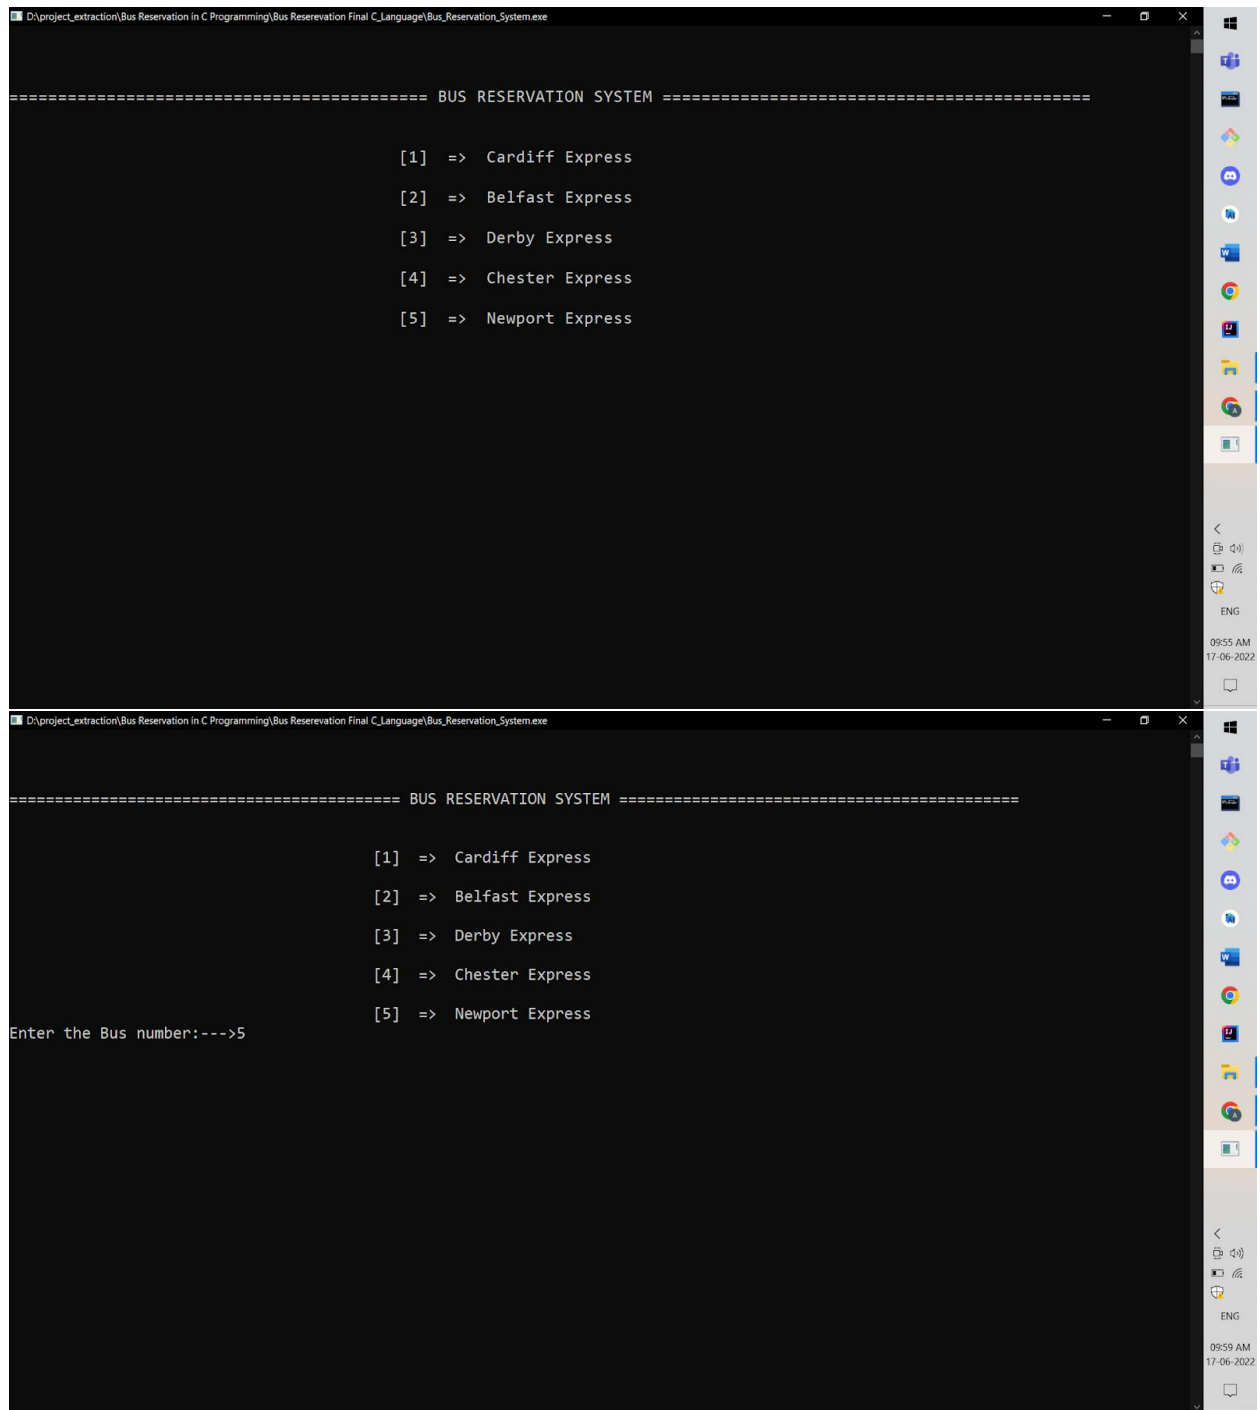 D:\project_extraction\Bus Reservation in C Programming\Bus Reserevation Final C_Language\Bus_Reservation_System.exe
============================================ BUS RESERVATION SYSTEM ============================================
[1] => Cardiff Express
[2] => Belfast Express
[3] => Derby Express
[4] => Chester Express
[5] => Newport Express
ENG
09:55 AM
17-06-2022
D:\project_extraction\Bus Reservation in C Programming\Bus Reserevation Final C_Language\Bus_Reservation_System.exe
============================================ BUS RESERVATION SYSTEM ============================================
[1] => Cardiff Express
[2] => Belfast Express
[3] => Derby Express
[4] => Chester Express
[5] => Newport Express
Enter the Bus number:--->5
ENG
09:59 AM
17-06-2022